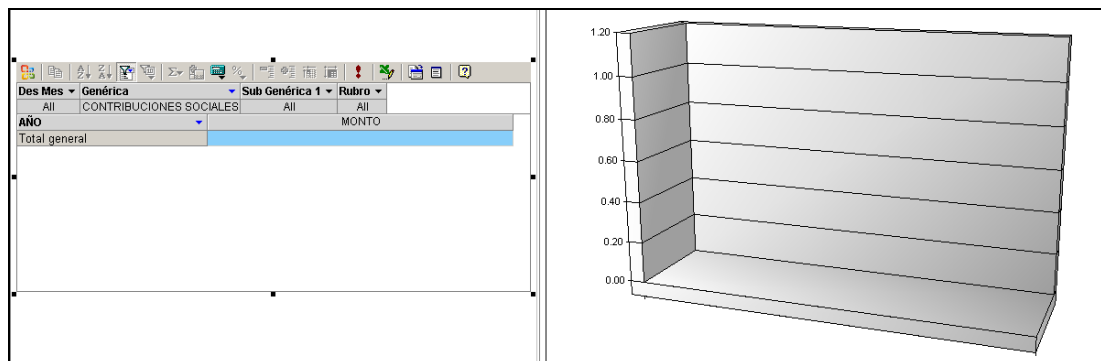 Des Mes Genérica Sub Genérica 1 Rubro
All CONTRIBUCIONES SOCIALES All All
AÑO MONTO
Total general
1.20
1.00
0.80
0.60
0.40
0.20
0.00